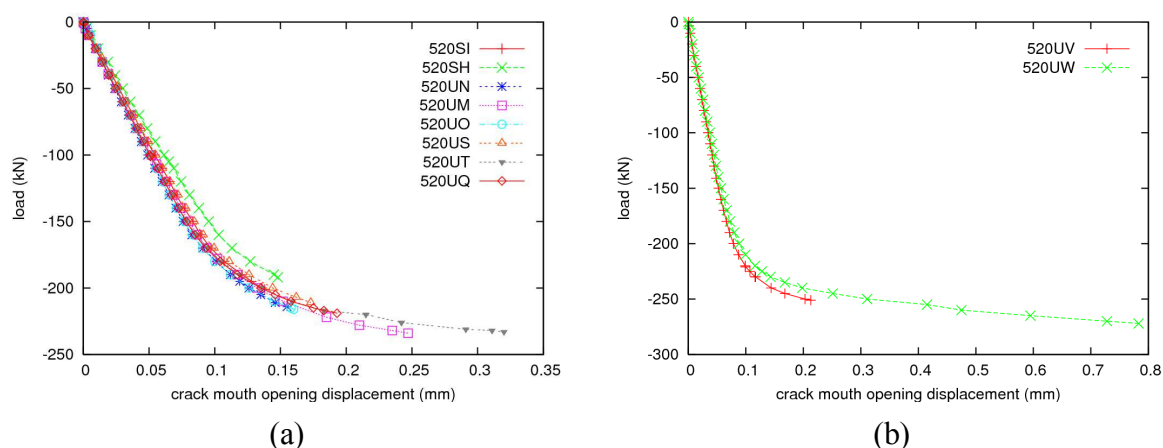 0
-50
-100
-150
-200
-250
load (kN)
0 0.05 0.1 0.15 0.2 0.25 0.3 0.35
crack mouth opening displacement (mm)
520SI
520SH
520UN
520UM
520UO
520US
520UT
520UQ
(a)
0
-50
-100
-150
-200
-250
-300
load (kN)
0 0.1 0.2 0.3 0.4 0.5 0.6 0.7 0.8
crack mouth opening displacement (mm)
520UV
520UW
(b)